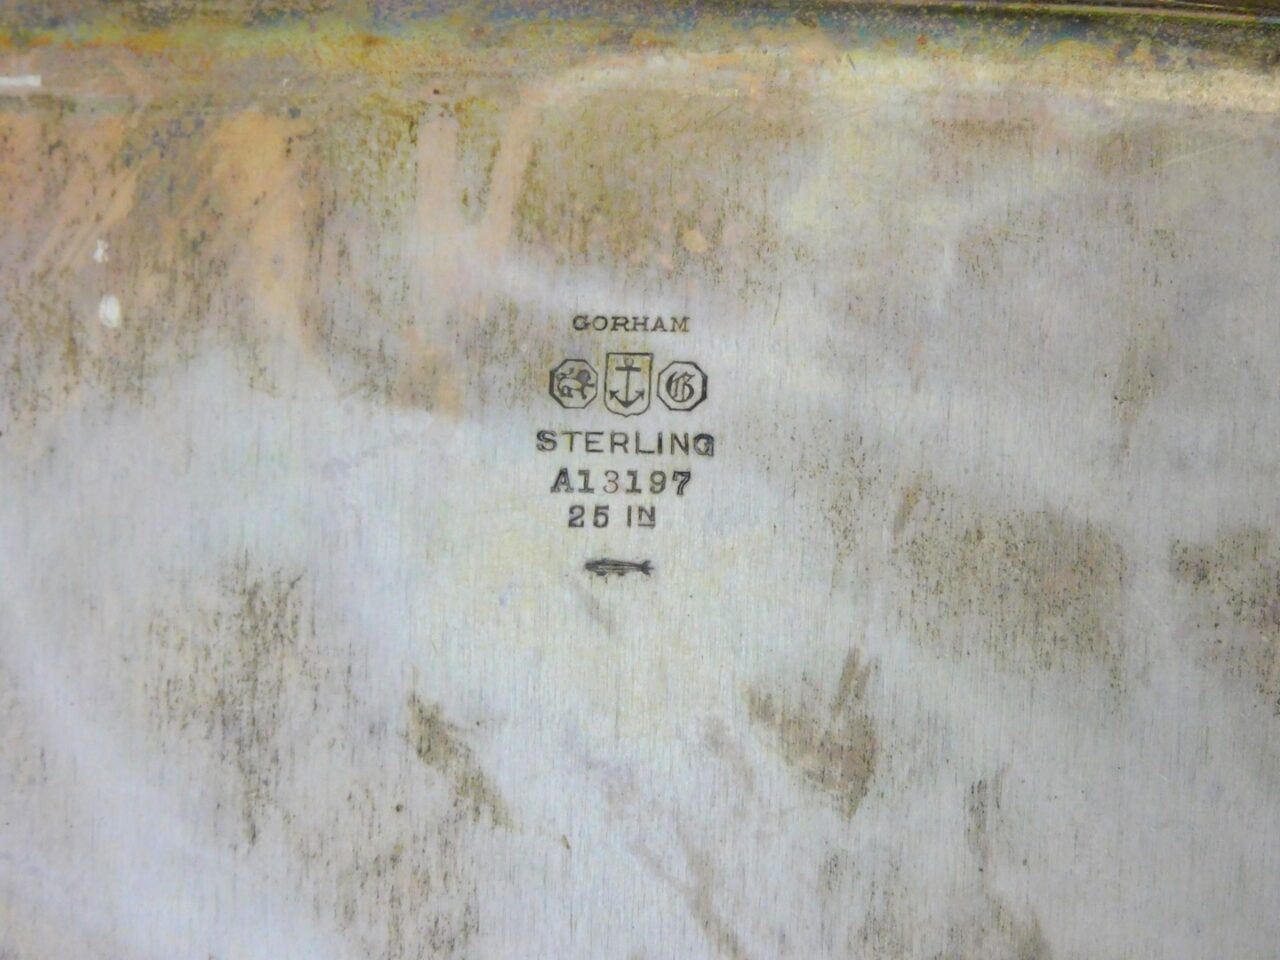 GORHAM
G
STERLING
A13197
25 IN